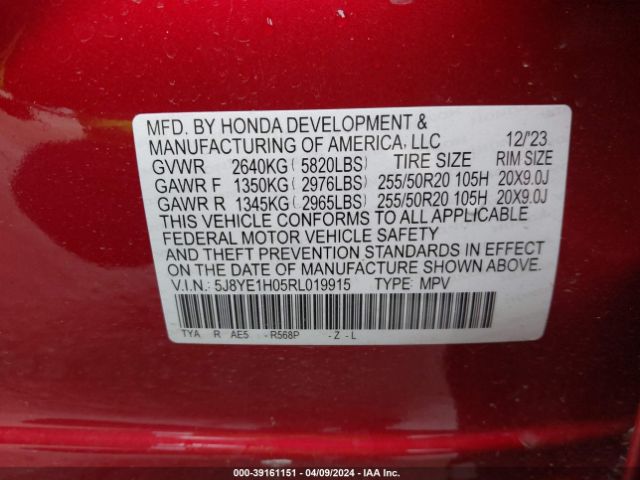 MFD. BY HONDA DEVELOPMENT &
MANUFACTURING OF AMERICA, LLC 12/'23
GVWR 2640KG ( 5820LBS) TIRE SIZE RIM SIZE
GAWR F 1350KG ( 2976LBS) 255/50R20 105H 20X9.0J
GAWR R 1345KG ( 2965LBS) 255/50R20 105H 20X9.0J
THIS VEHICLE CONFORMS TO ALL APPLICABLE
FEDERAL MOTOR VEHICLE SAFETY
AND THEFT PREVENTION STANDARDS IN EFFECT ON
THE DATE OF MANUFACTURE SHOWN ABOVE.
V.I.N.: 5J8YE1H05RL019915 TYPE: MPV
TYA R AE5 - R568P - Z - L
000-39161151 | 04/09/2024 | IAA Inc.